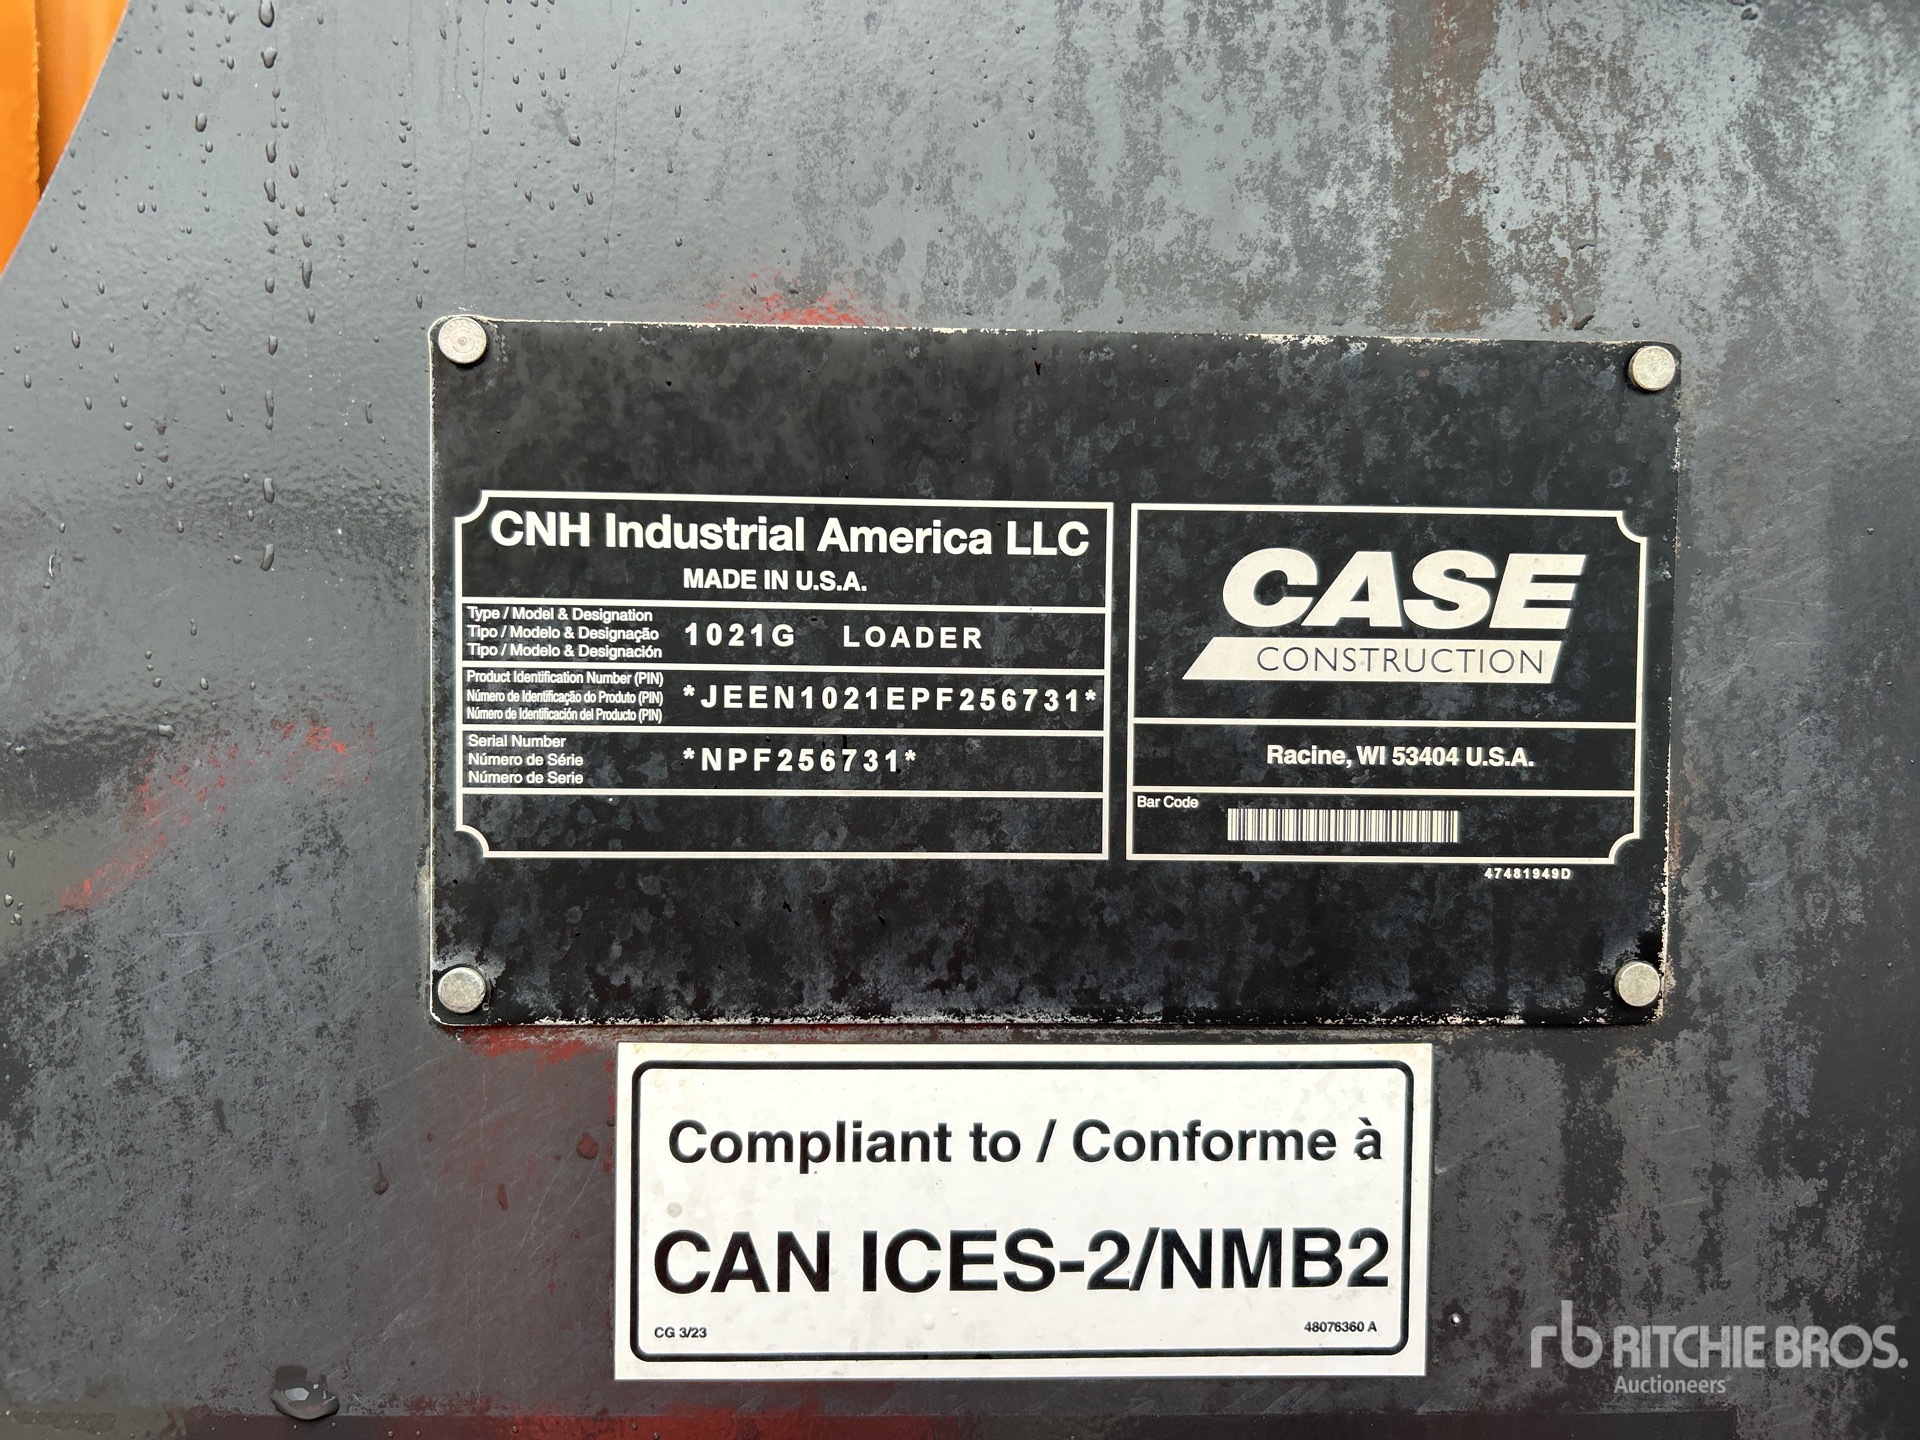 CNH Industrial America LLC
MADE IN U.S.A.
Type / Model & Designation
Tipo / Modelo & Designação
Tipo / Modelo & Designación
1021G LOADER
Product Identification Number (PIN)
Número de Identificação do Produto (PIN)
Número de Identificación del Producto (PIN)
*JEEN1021EPF256731*
Serial Number
Número de Série
Número de Serie
*NPF256731*
CASE
CONSTRUCTION
Racine, WI 53404 U.S.A.
Bar Code
47481949D
Compliant to / Conforme à
CAN ICES-2/NMB2
CG 3/23
48076360 A
rb RITCHIE BROS.
Auctioneers